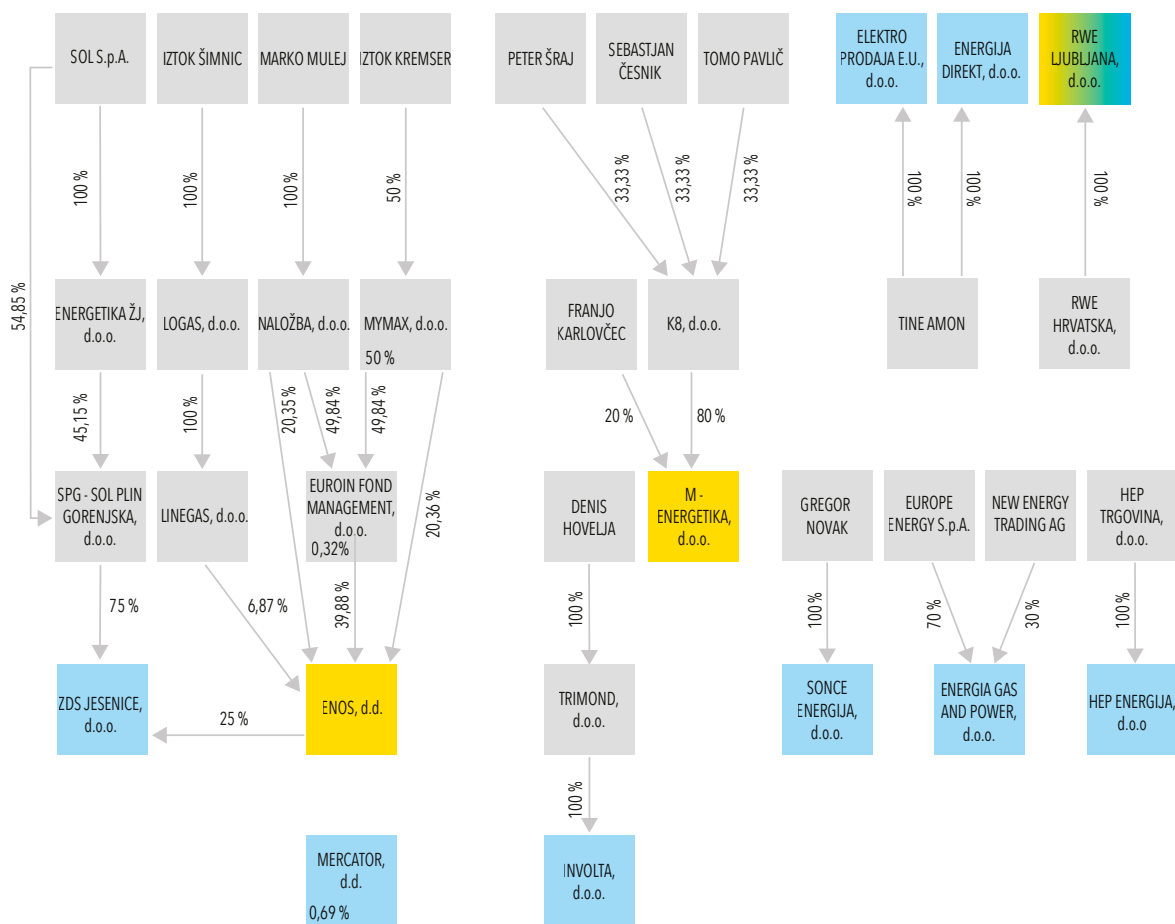 SOL S.p.A.
IZTOK ŠIMNIC
MARKO MULEJ
IZTOK KREMSER
PETER ŠRAJ
SEBASTJAN
ČESNIK
TOMO PAVLIČ
ELEKTRO
PRODAJA E.U.,
d.o.o.
ENERGIJA
DIREKT, d.o.o.
RWE
LJUBLJANA,
d.o.o.
100 %
100 %
100 %
50 %
33,33 %
33,33 %
33,33 %
100 %
100 %
100 %
54,85 %
ENERGETIKA ŽJ,
d.o.o.
LOGAS, d.o.o.
NALOŽBA, d.o.o.
MYMAX, d.o.o.
50 %
FRANJO
KARLOVČEC
K8, d.o.o.
TINE AMON
RWE
HRVATSKA,
d.o.o.
45,15 %
100 %
20,35 %
49,84 %
49,84 %
20,36 %
20 %
80 %
SPG - SOL PLIN
GORENJSKA,
d.o.o.
LINEGAS, d.o.o.
EUROIN FOND
MANAGEMENT,
d.o.o.
0,32%
DENIS
HOVELJA
M -
ENERGETIKA,
d.o.o.
GREGOR
NOVAK
EUROPE
ENERGY S.p.A.
NEW ENERGY
TRADING AG
HEP
TRGOVINA,
d.o.o.
75 %
6,87 %
39,88 %
100 %
100 %
70 %
30 %
100 %
ZDS JESENICE,
d.o.o.
25 %
ENOS, d.d.
TRIMOND,
d.o.o.
SONCE
ENERGIJA,
d.o.o.
ENERGIA GAS
AND POWER,
d.o.o.
HEP ENERGIJA,
d.o.o
100 %
MERCATOR,
d.d.
0,69 %
INVOLTA,
d.o.o.